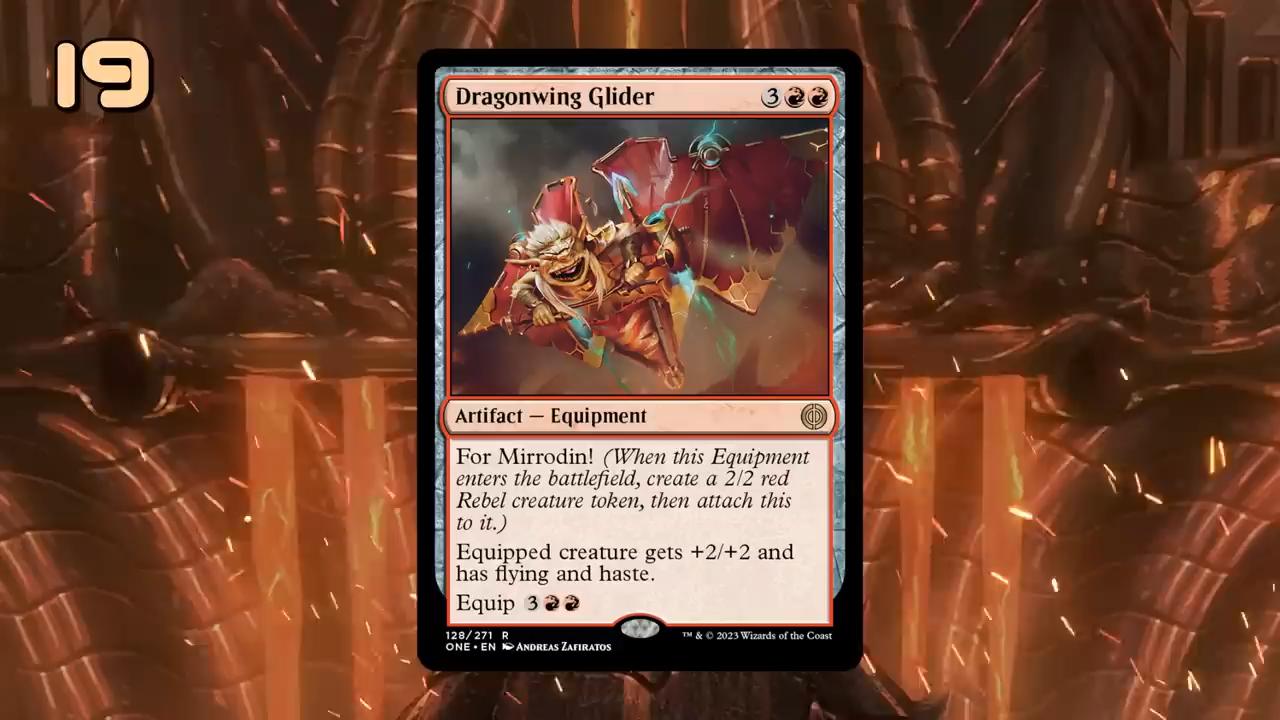 19
Dragonwing Glider 3
Artifact — Equipment
For Mirrodin! (When this Equipment
enters the battlefield, create a 2/2 red
Rebel creature token, then attach this
to it.)
Equipped creature gets +2/+2 and
has flying and haste.
Equip 3
128/271 R
ONE • EN ANDREAS ZAFIRATOS
™ & © 2023 Wizards of the Coast